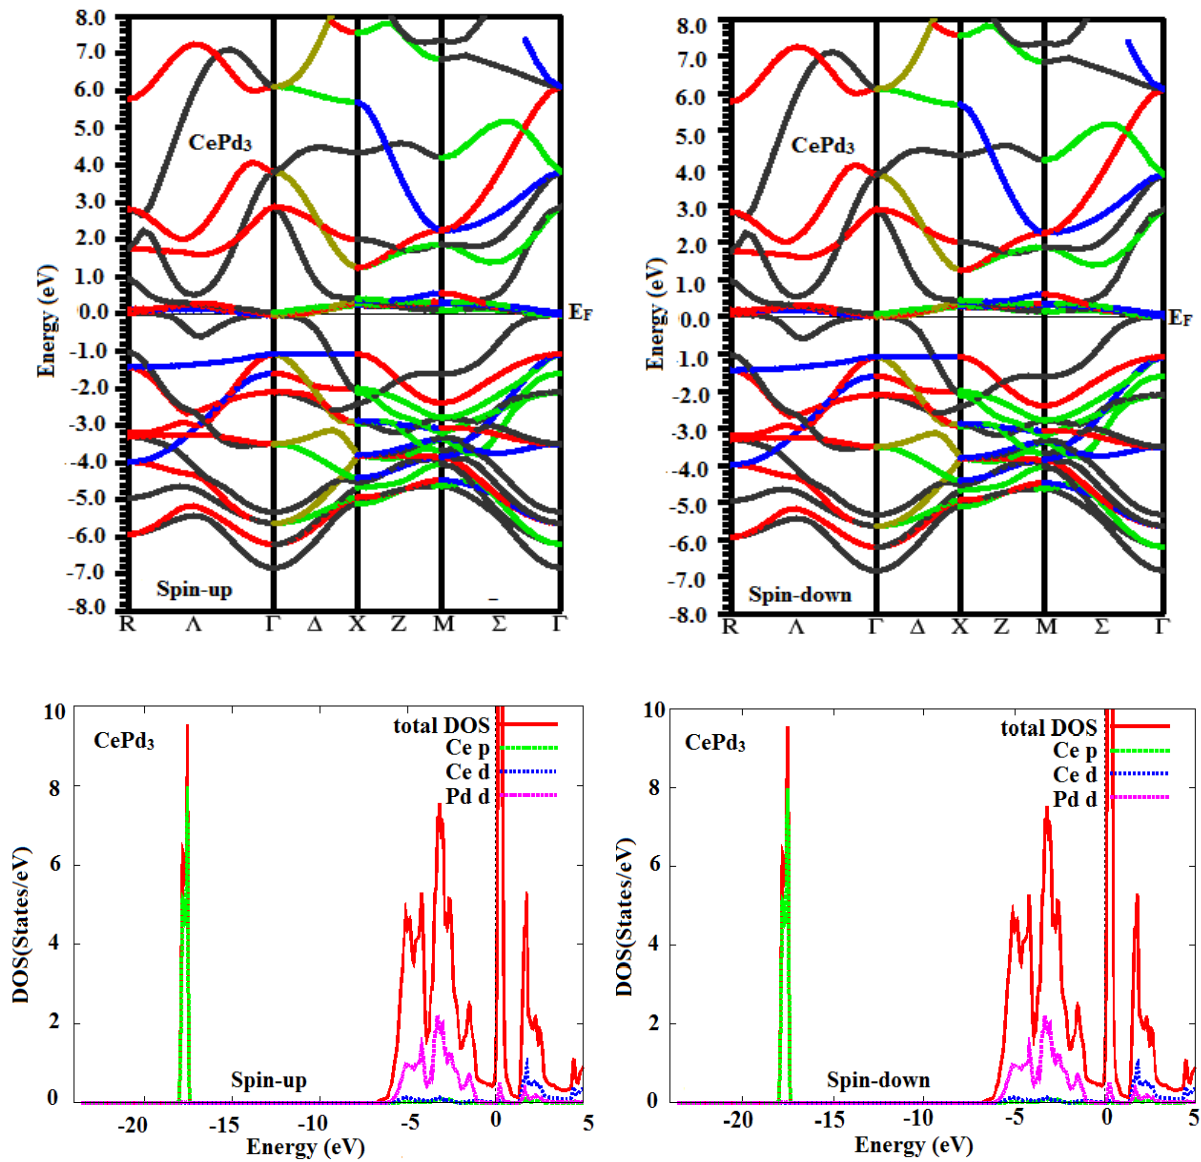 8.0
7.0
6.0
5.0
4.0
3.0
2.0
1.0
0.0
-1.0
-2.0
-3.0
-4.0
-5.0
-6.0
-7.0
-8.0
Energy (eV)
CePd3
EF
Spin-up
R Λ Γ Δ X Z M Σ Γ
8.0
7.0
6.0
5.0
4.0
3.0
2.0
1.0
0.0
-1.0
-2.0
-3.0
-4.0
-5.0
-6.0
-7.0
-8.0
Energy (eV)
CePd3
EF
Spin-down
R Λ Γ Δ X Z M Σ Γ
10
8
6
4
2
0
DOS(States/eV)
CePd3
total DOS
Ce p
Ce d
Pd d
Spin-up
-20 -15 -10 -5 0 5
Energy (eV)
10
8
6
4
2
0
DOS(States/eV)
CePd3
total DOS
Ce p
Ce d
Pd d
Spin-down
-20 -15 -10 -5 0 5
Energy (eV)